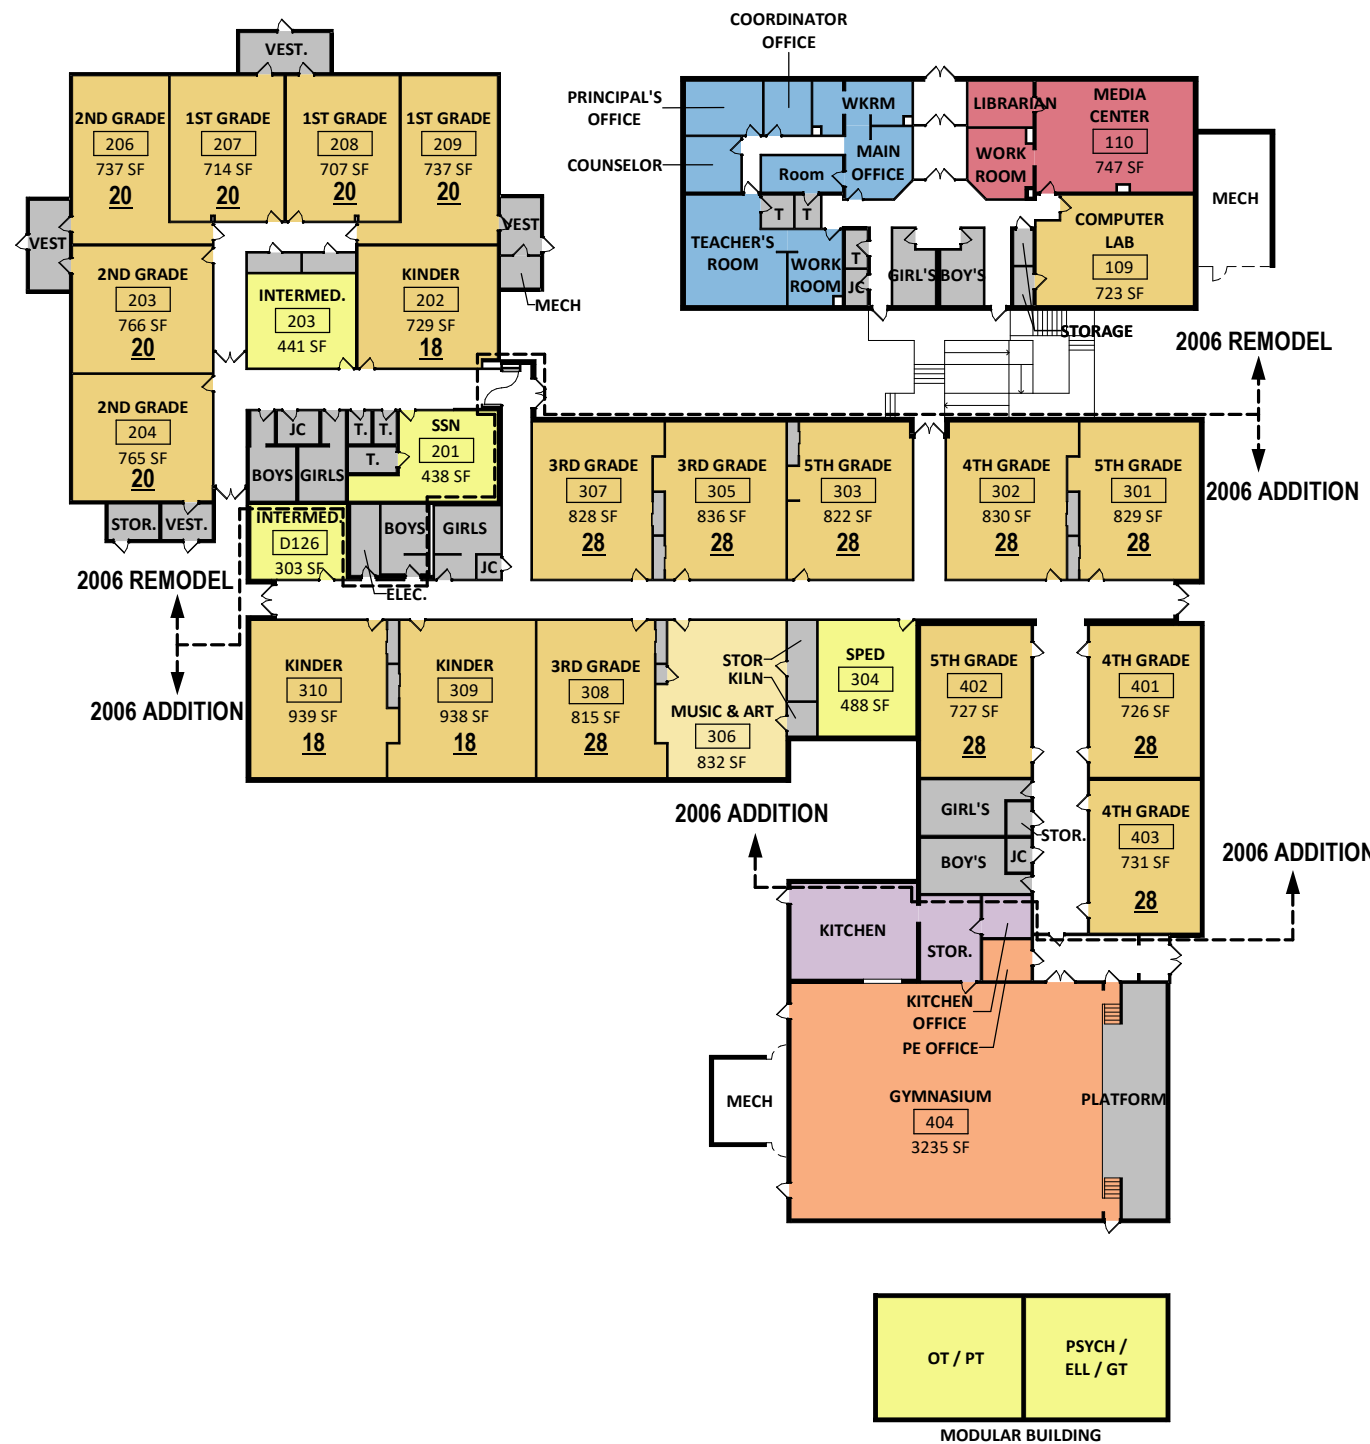 COORDINATOR
OFFICE
VEST.
PRINCIPAL'S
OFFICE
WKRM
LIBRARIAN
MEDIA
CENTER
110
747 SF
2ND GRADE
206
737 SF
20
1ST GRADE
207
714 SF
20
1ST GRADE
208
707 SF
20
1ST GRADE
209
737 SF
20
COUNSELOR
Room
MAIN
OFFICE
WORK
ROOM
MECH
T
T
TEACHER'S
ROOM
WORK
ROOM
T
JC
GIRL'S
BOY'S
COMPUTER
LAB
109
723 SF
STORAGE
VEST
VEST
MECH
2ND GRADE
203
766 SF
20
INTERMED.
203
441 SF
KINDER
202
729 SF
18
2006 REMODEL
2006 ADDITION
2ND GRADE
204
765 SF
20
JC
T.
T.
T.
BOYS
GIRLS
SSN
201
438 SF
STOR.
VEST.
INTERMED.
D126
303 SF
BOYS
GIRLS
JC
ELEC.
3RD GRADE
307
828 SF
28
3RD GRADE
305
836 SF
28
5TH GRADE
303
822 SF
28
4TH GRADE
302
830 SF
28
5TH GRADE
301
829 SF
28
2006 REMODEL
2006 ADDITION
KINDER
310
939 SF
18
KINDER
309
938 SF
18
3RD GRADE
308
815 SF
28
MUSIC & ART
306
832 SF
STOR
KILN
SPED
304
488 SF
5TH GRADE
402
727 SF
28
4TH GRADE
401
726 SF
28
2006 ADDITION
GIRL'S
STOR.
BOY'S
JC
4TH GRADE
403
731 SF
28
2006 ADDITION
KITCHEN
STOR.
KITCHEN
OFFICE
PE OFFICE
MECH
GYMNASIUM
404
3235 SF
PLATFORM
OT / PT
PSYCH /
ELL / GT
MODULAR BUILDING